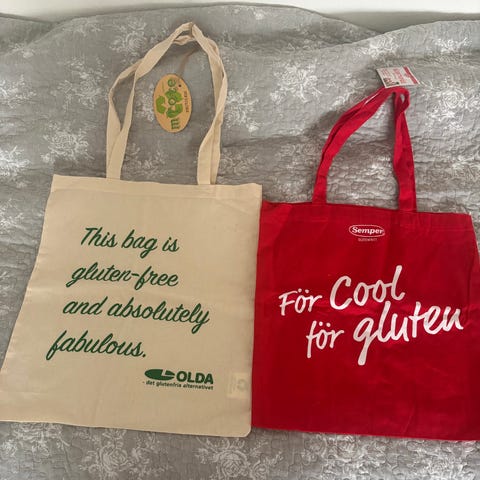 This bag is
gluten-free
and absolutely
fabulous.
OLDA
- det glutenfria alternativet
Semper
För Cool
för gluten